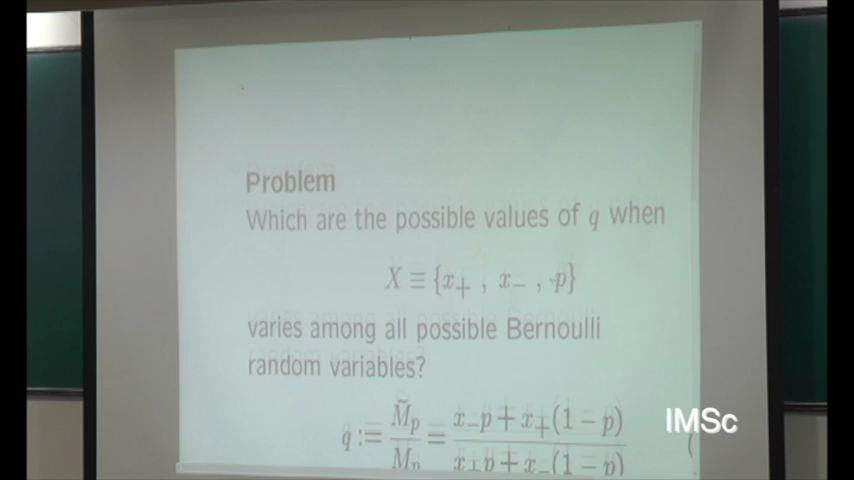 Problem
Which are the possible values of q when
X ≡ {x₊ , x₋ , p}
varies among all possible Bernoulli
random variables?
q := M̃ₚ/Mₚ = (x₋p + x₊(1 − p))/(x₊p + x₋(1 − p)) (
IMSc